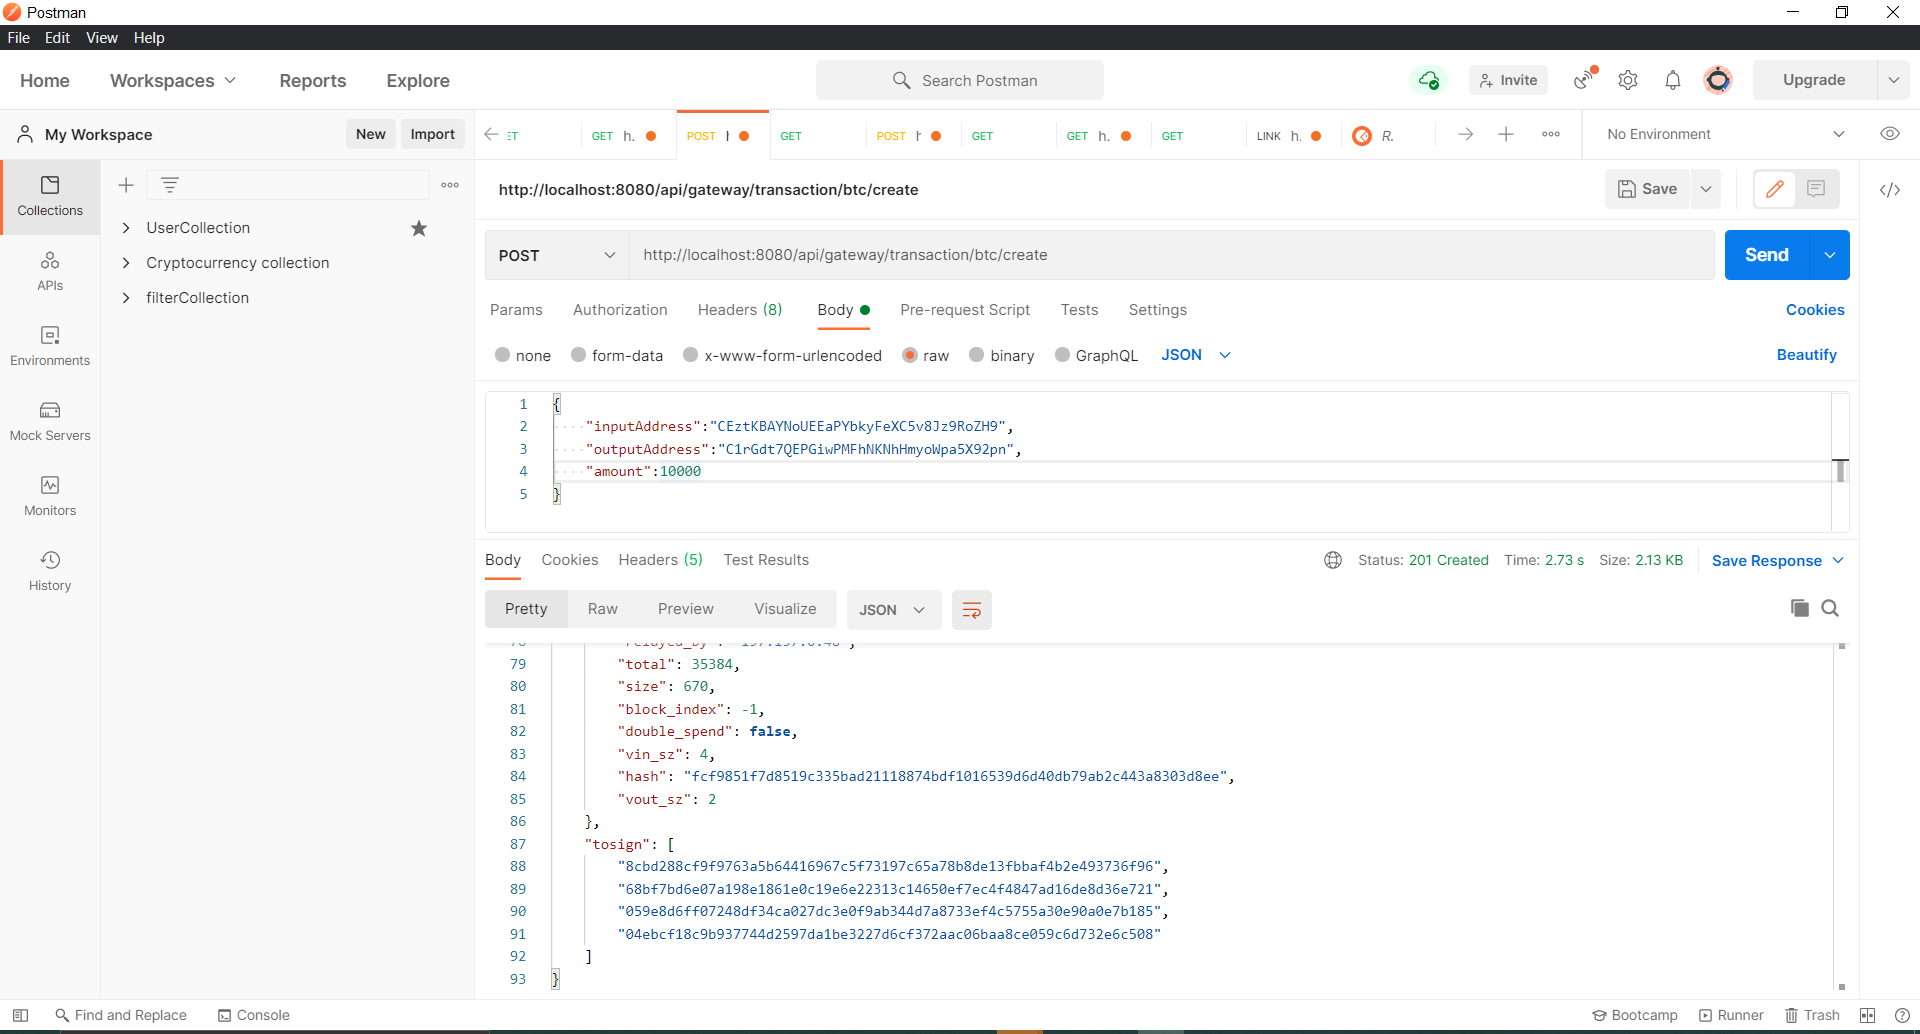 Postman
File Edit View Help
Home Workspaces Reports Explore Search Postman Invite Upgrade
My Workspace New Import
GET h. POST GET POST GET GET h. GET LINK h. R. No Environment
http://localhost:8080/api/gateway/transaction/btc/create Save
Collections
UserCollection
Cryptocurrency collection
filterCollection
APIs
Environments
Mock Servers
Monitors
History
POST http://localhost:8080/api/gateway/transaction/btc/create Send
Params Authorization Headers (8) Body Pre-request Script Tests Settings Cookies
none form-data x-www-form-urlencoded raw binary GraphQL JSON Beautify
1 {
2 "inputAddress":"CEztKBAYNoUEEaPYbkyFeXC5v8Jz9RoZH9",
3 "outputAddress":"C1rGdt7QEPGiwPMFhNKNhHmyoWpa5X92pn",
4 "amount":10000
5 }
Body Cookies Headers (5) Test Results Status: 201 Created Time: 2.73 s Size: 2.13 KB Save Response
Pretty Raw Preview Visualize JSON
79 "total": 35384,
80 "size": 670,
81 "block_index": -1,
82 "double_spend": false,
83 "vin_sz": 4,
84 "hash": "fcf9851f7d8519c335bad21118874bdf1016539d6d40db79ab2c443a8303d8ee",
85 "vout_sz": 2
86 },
87 "tosign": [
88 "8cbd288cf9f9763a5b64416967c5f73197c65a78b8de13fbbaf4b2e493736f96",
89 "68bf7bd6e07a198e1861e0c19e6e22313c14650ef7ec4f4847ad16de8d36e721",
90 "059e8d6ff07248df34ca027dc3e0f9ab344d7a8733ef4c5755a30e90a0e7b185",
91 "04ebcf18c9b937744d2597da1be3227d6cf372aac06baa8ce059c6d732e6c508"
92 ]
93 }
Find and Replace Console Bootcamp Runner Trash